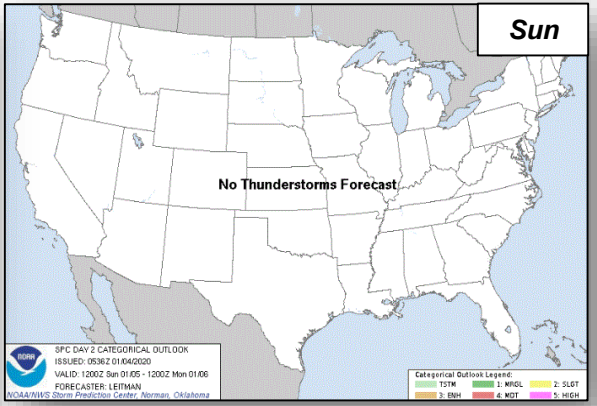 Sun
No Thunderstorms Forecast
NOAA
SPC DAY 2 CATEGORICAL OUTLOOK
ISSUED: 0536Z 01/04/2020
VALID: 1200Z Sun 01/05 - 1200Z Mon 01/06
FORECASTER: LEITMAN
NOAA/NWS Storm Prediction Center, Norman, Oklahoma
Categorical Outlook Legend:
TSTM 1: MRGL 2: SLGT
3: ENH 4: MDT 5: HIGH